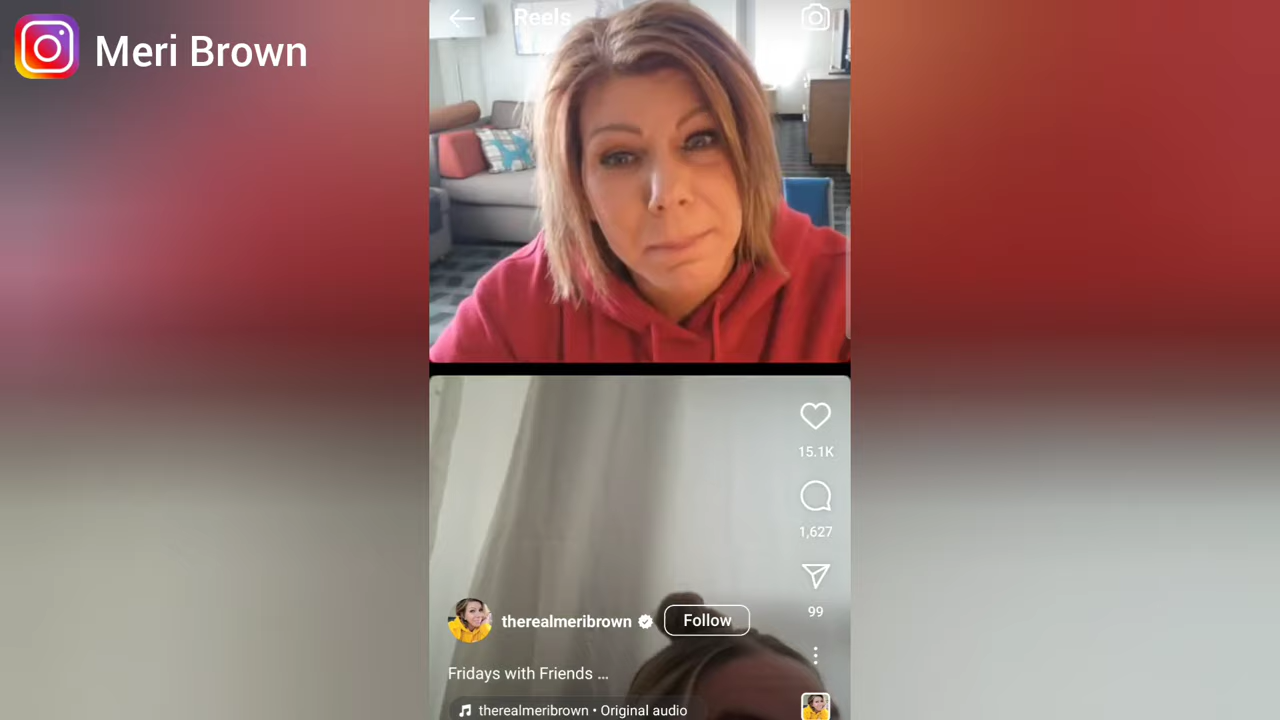 Meri Brown
Reels
15.1K
1,627
99
therealmeribrown
Follow
Fridays with Friends ...
therealmeribrown • Original audio